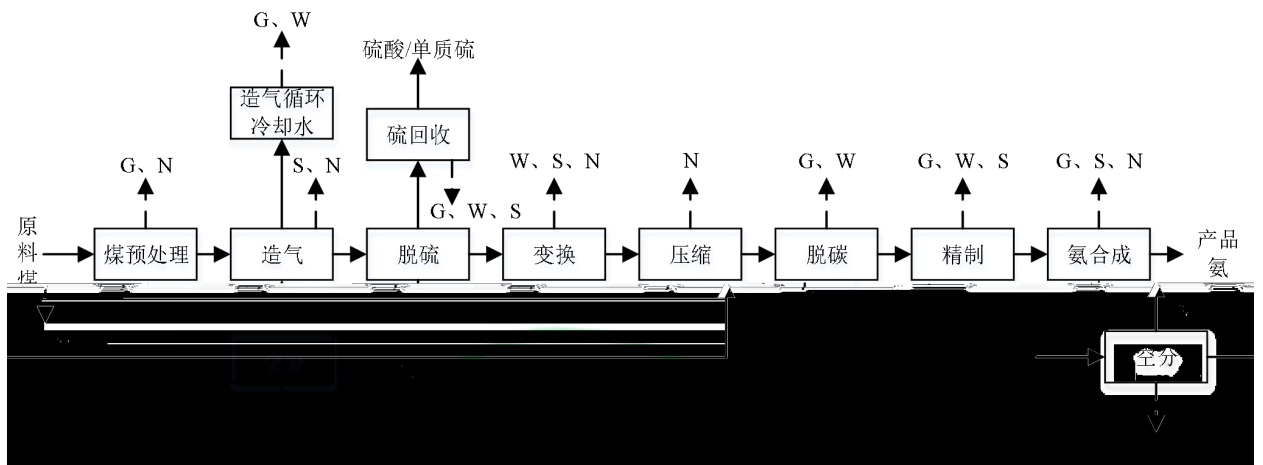 G、W
硫酸/单质硫
造气循环
冷却水
硫回收
G、N
S、N
G、W、S
W、S、N
N
G、W
G、W、S
G、S、N
原
料
煤
煤预处理
造气
脱硫
变换
压缩
脱碳
精制
氨合成
产品
氨
空分